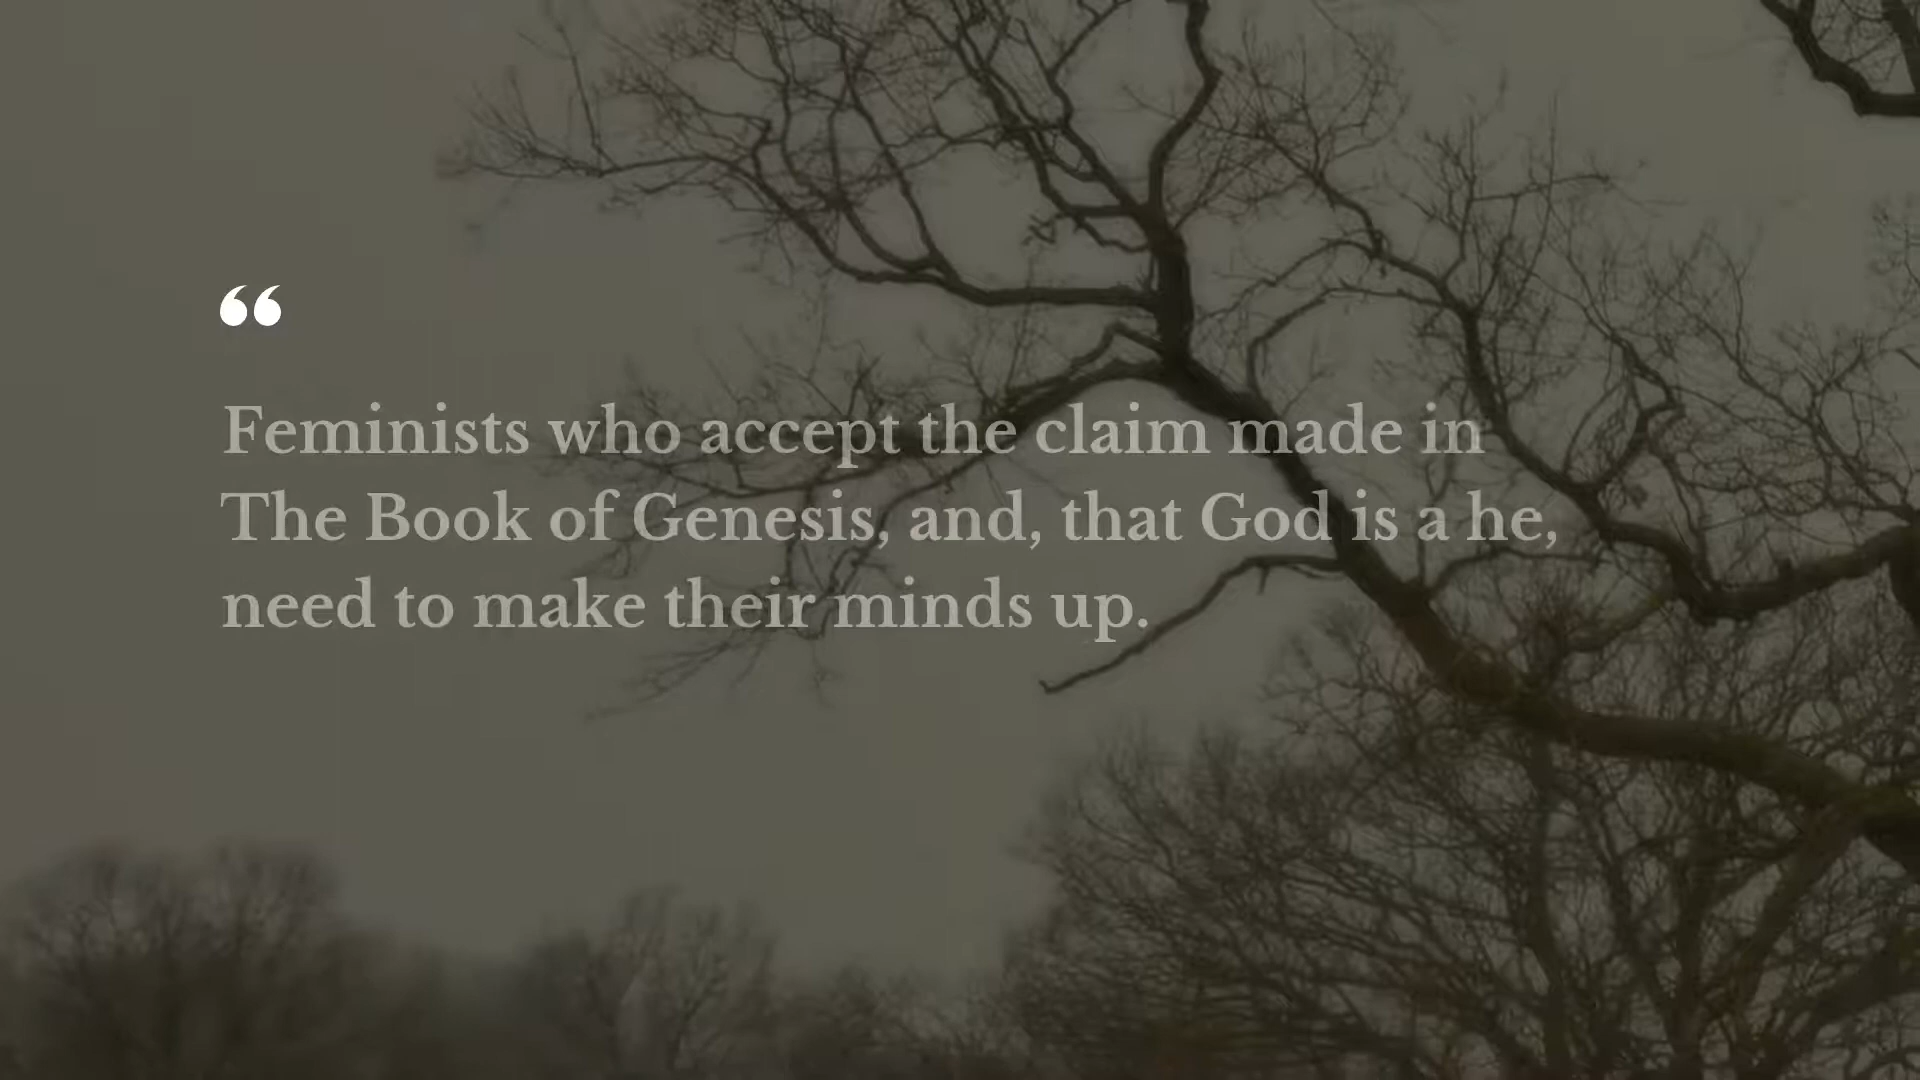 “
Feminists who accept the claim made in
The Book of Genesis, and, that God is a he,
need to make their minds up.